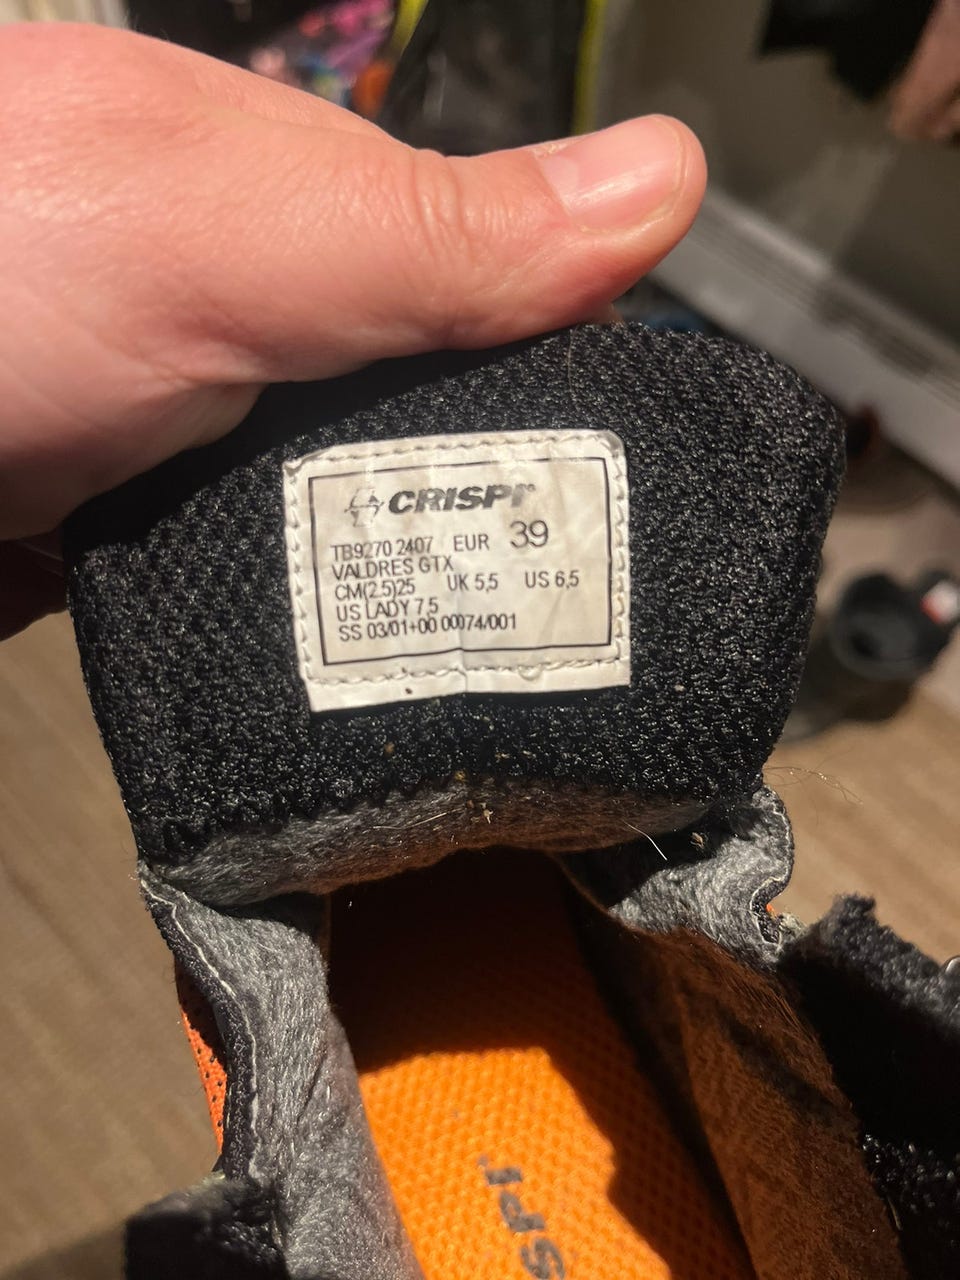 CRISPI
TB9270 2407 EUR 39
VALDRES GTX
CM(2.5)25 UK 5,5 US 6,5
US LADY 7,5
SS 03/01+00 00074/001
SPI